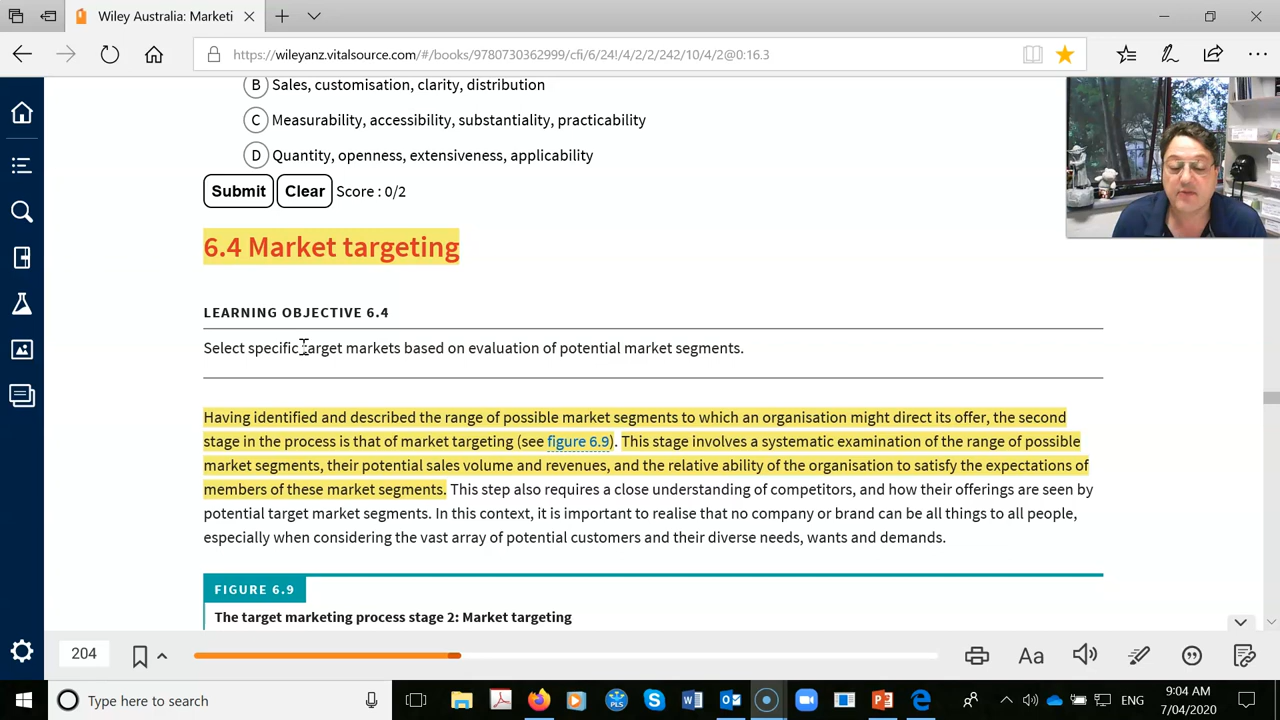 Wiley Australia: Marketi
https://wileyanz.vitalsource.com/#/books/9780730362999/cfi/6/24!/4/2/2/242/10/4/2@0:16.3
B Sales, customisation, clarity, distribution
C Measurability, accessibility, substantiality, practicability
D Quantity, openness, extensiveness, applicability
Submit Clear Score : 0/2
6.4 Market targeting
LEARNING OBJECTIVE 6.4
Select specific target markets based on evaluation of potential market segments.
Having identified and described the range of possible market segments to which an organisation might direct its offer, the second
stage in the process is that of market targeting (see figure 6.9). This stage involves a systematic examination of the range of possible
market segments, their potential sales volume and revenues, and the relative ability of the organisation to satisfy the expectations of
members of these market segments. This step also requires a close understanding of competitors, and how their offerings are seen by
potential target market segments. In this context, it is important to realise that no company or brand can be all things to all people,
especially when considering the vast array of potential customers and their diverse needs, wants and demands.
FIGURE 6.9
The target marketing process stage 2: Market targeting
204
Aa
Type here to search
ENG
9:04 AM
7/04/2020